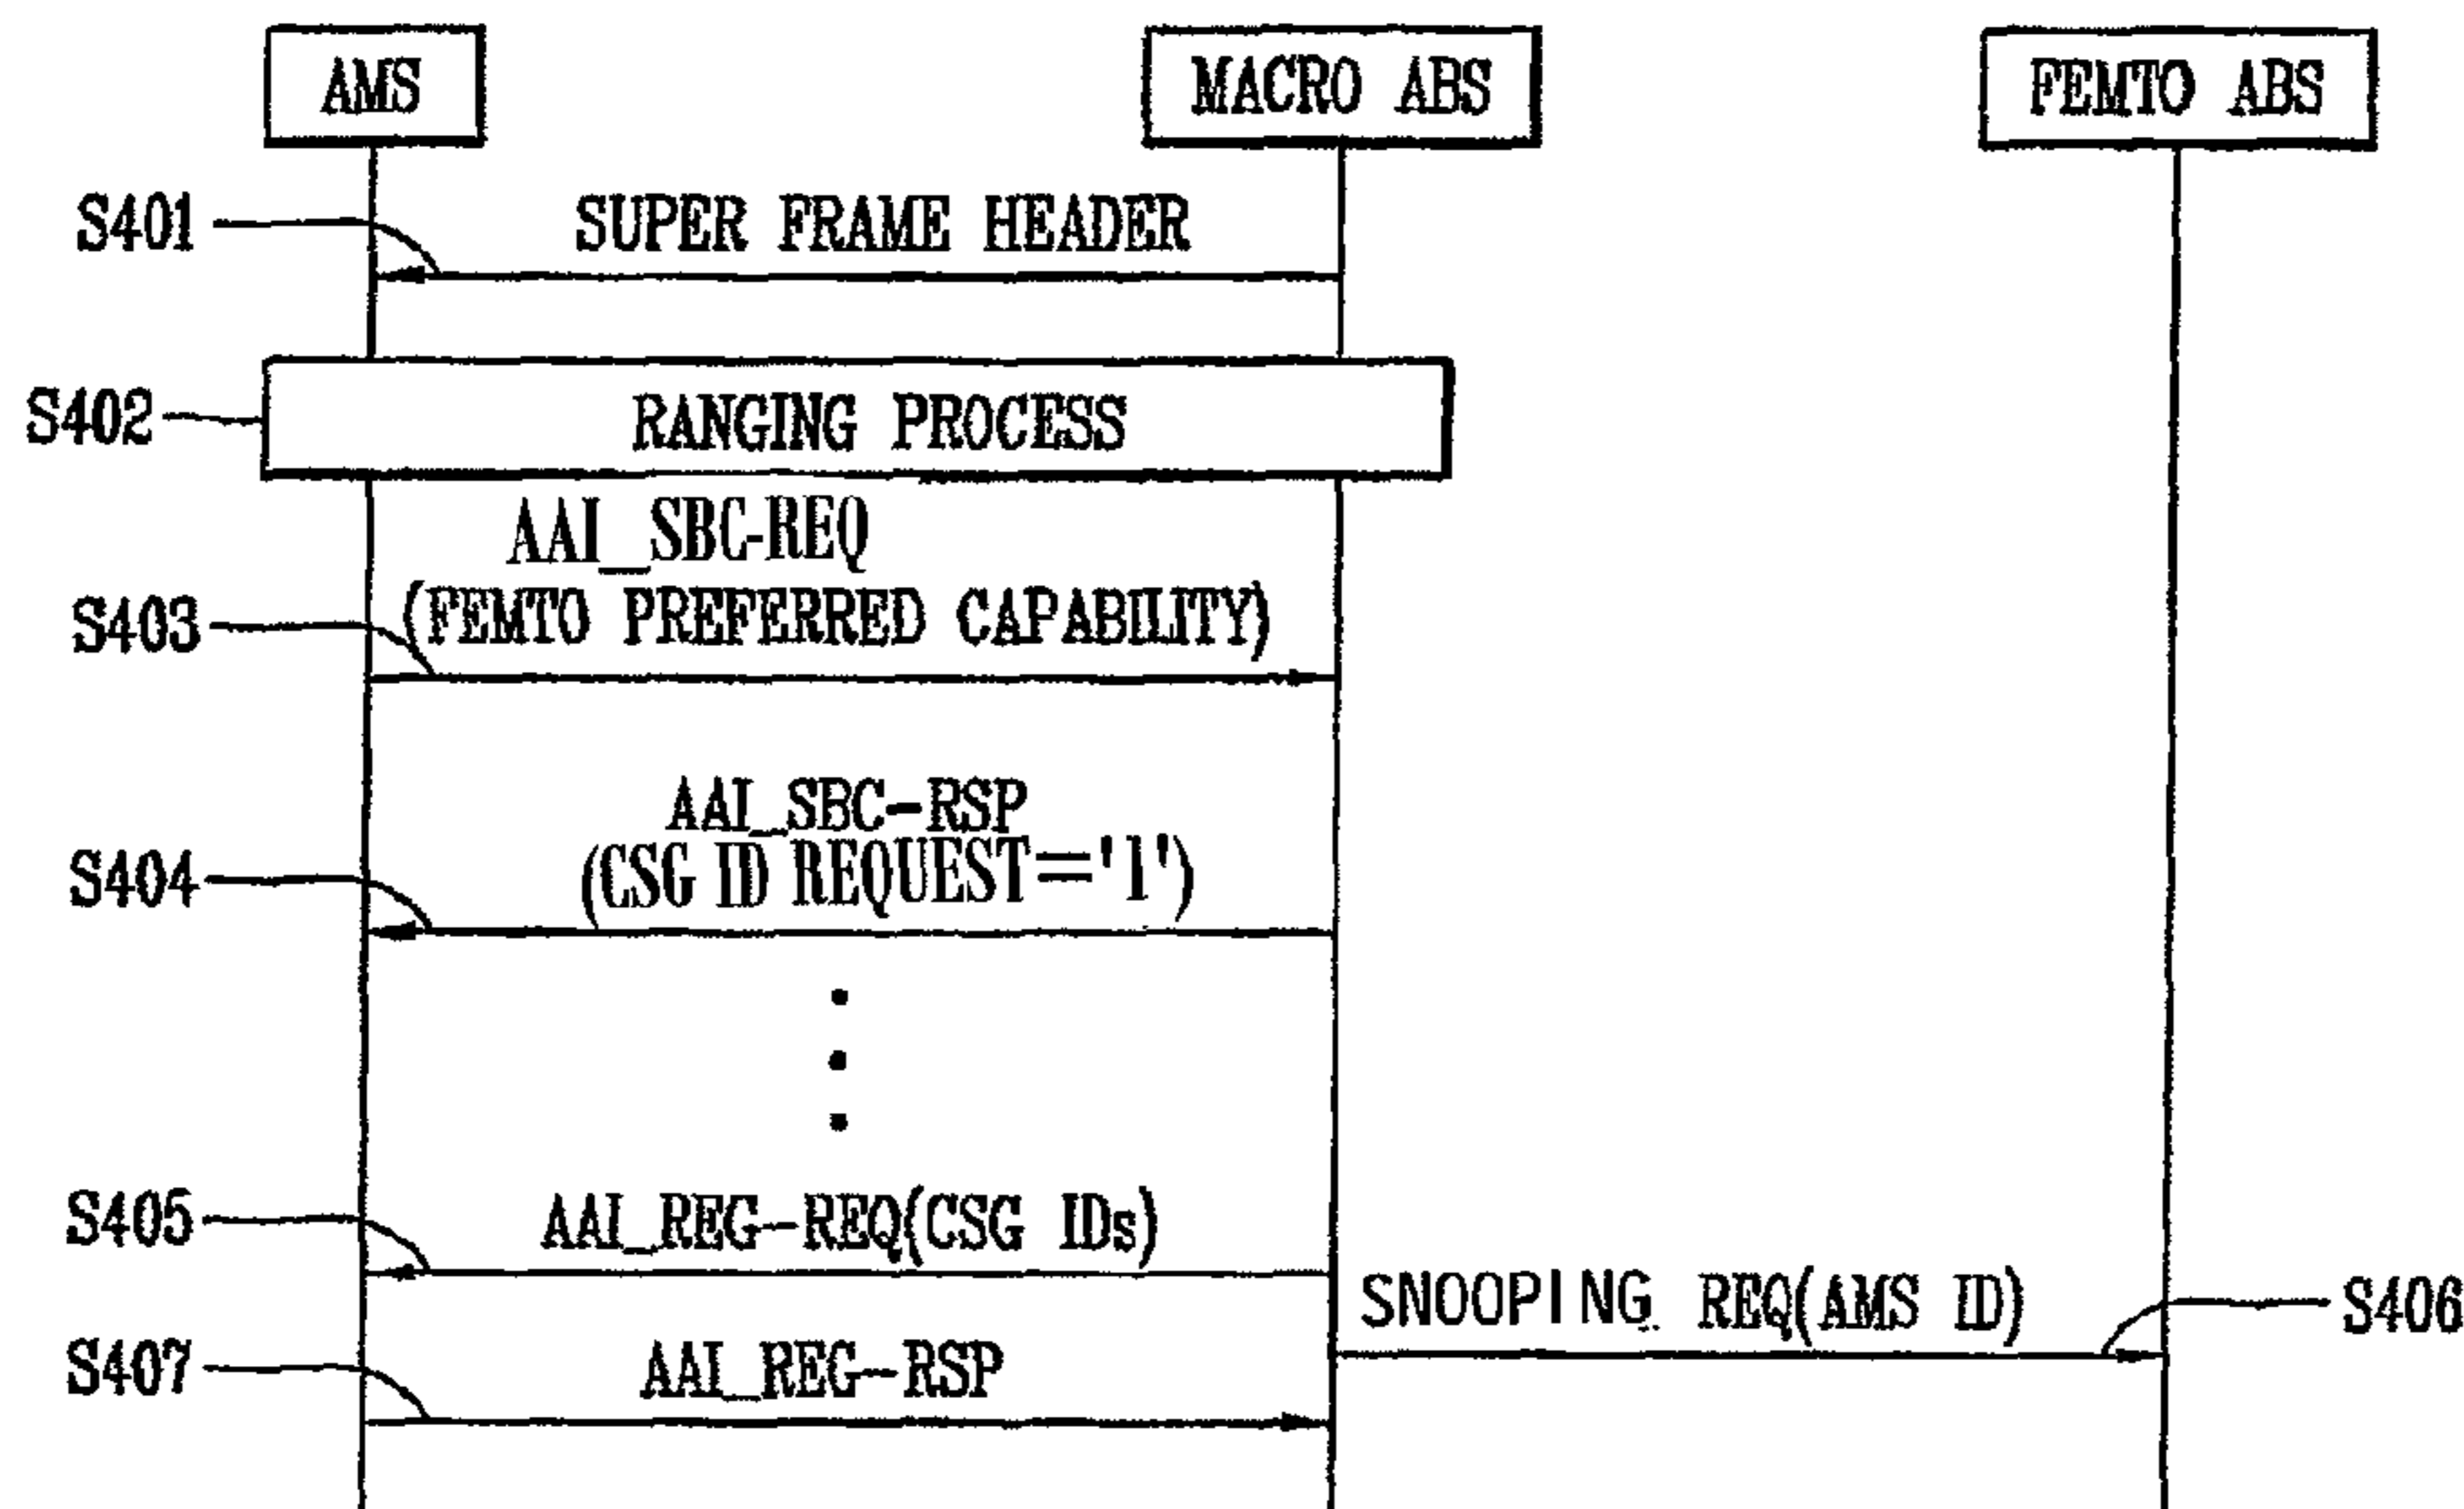 AMS
MACRO ABS
FEMTO ABS
S401
SUPER FRAME HEADER
S402
RANGING PROCESS
AAI_SBC-REQ
S403
(FEMTO PREFERRED CAPABILITY)
AAI_SBC-RSP
S404
(CSG ID REQUEST='1')
S405
AAI_REG-REQ(CSG IDs)
SNOOPING REQ(AMS ID)
S406
S407
AAI_REG-RSP